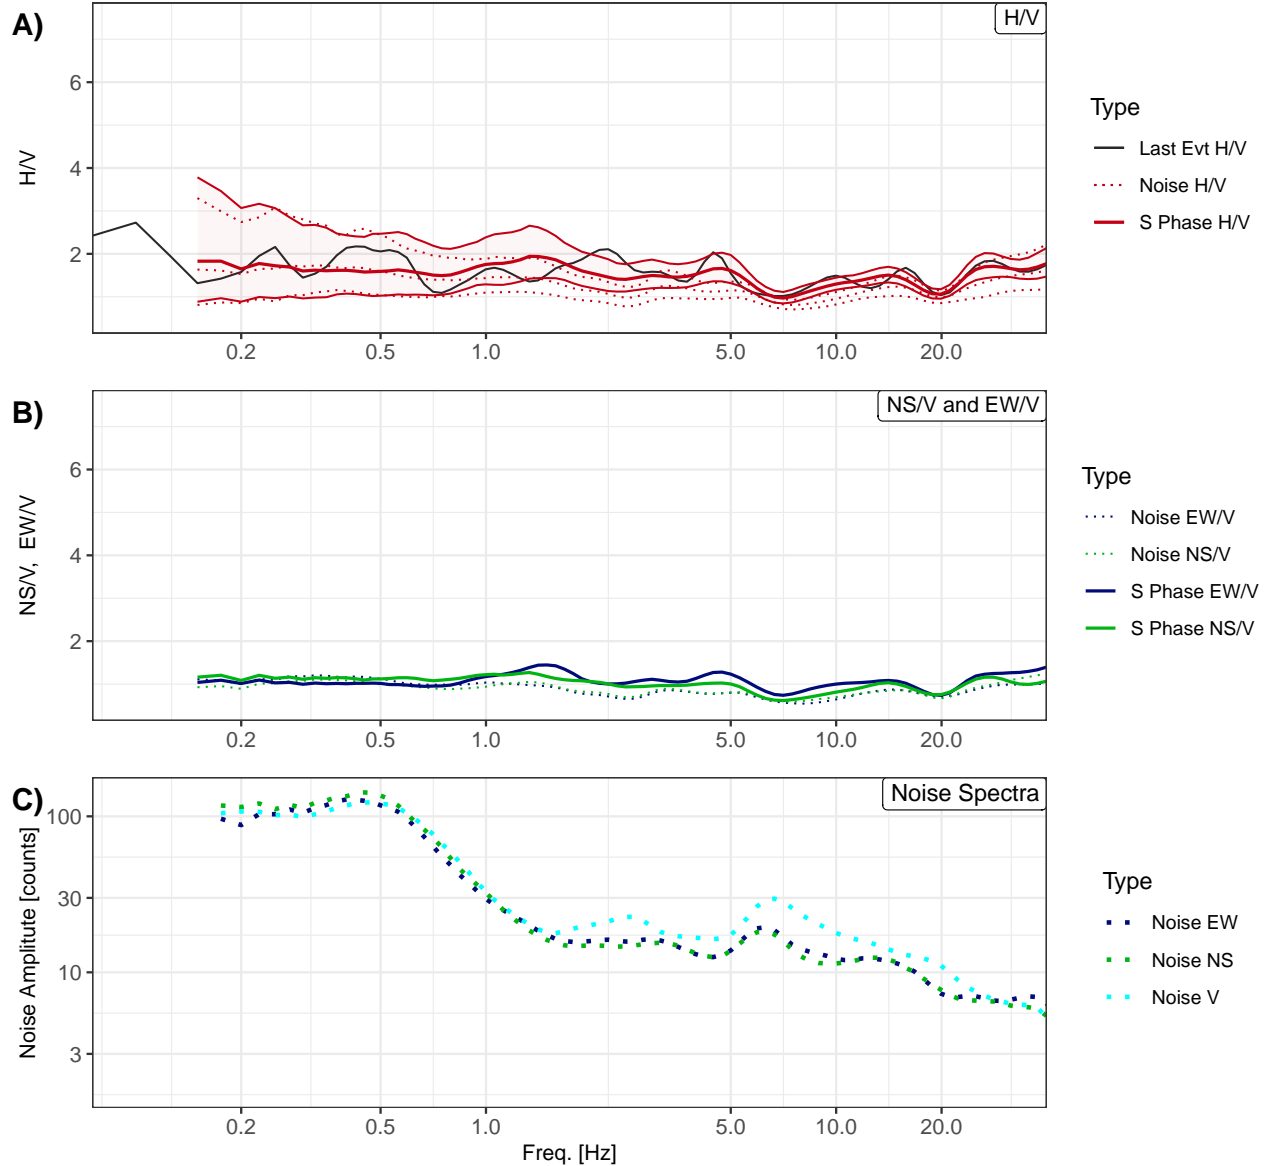 A)
H/V
6
4
2
H/V
0.2 0.5 1.0 5.0 10.0 20.0
Type
Last Evt H/V
Noise H/V
S Phase H/V
B)
NS/V and EW/V
6
4
2
NS/V, EW/V
0.2 0.5 1.0 5.0 10.0 20.0
Type
Noise EW/V
Noise NS/V
S Phase EW/V
S Phase NS/V
C)
Noise Spectra
100
30
10
3
Noise Amplitute [counts]
0.2 0.5 1.0 5.0 10.0 20.0
Freq. [Hz]
Type
Noise EW
Noise NS
Noise V